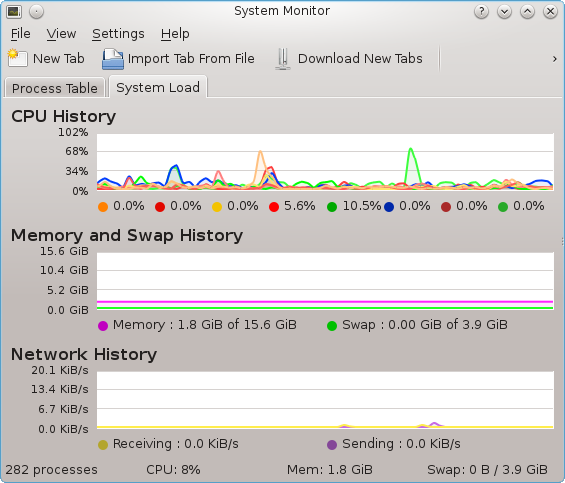 System Monitor
File View Settings Help
New Tab Import Tab From File Download New Tabs
Process Table System Load
CPU History
102%
68%
34%
0%
0.0% 0.0% 0.0% 5.6% 10.5% 0.0% 0.0% 0.0%
Memory and Swap History
15.6 GiB
10.4 GiB
5.2 GiB
0.0 GiB
Memory : 1.8 GiB of 15.6 GiB Swap : 0.00 GiB of 3.9 GiB
Network History
20.1 KiB/s
13.4 KiB/s
6.7 KiB/s
0.0 KiB/s
Receiving : 0.0 KiB/s Sending : 0.0 KiB/s
282 processes CPU: 8% Mem: 1.8 GiB Swap: 0 B / 3.9 GiB